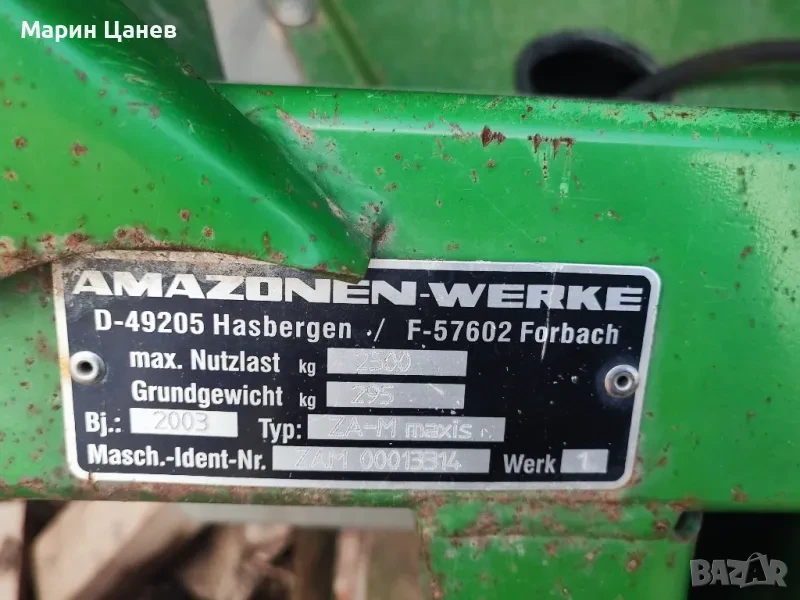 Марин Цанев
AMAZONEN-WERKE
D-49205 Hasbergen / F-57602 Forbach
max. Nutzlast kg 2500
Grundgewicht kg 295
Bj.: 2003 Typ: ZA-M maxis
Masch.-Ident-Nr. ZAM 00013314 Werk 1
BAZAR